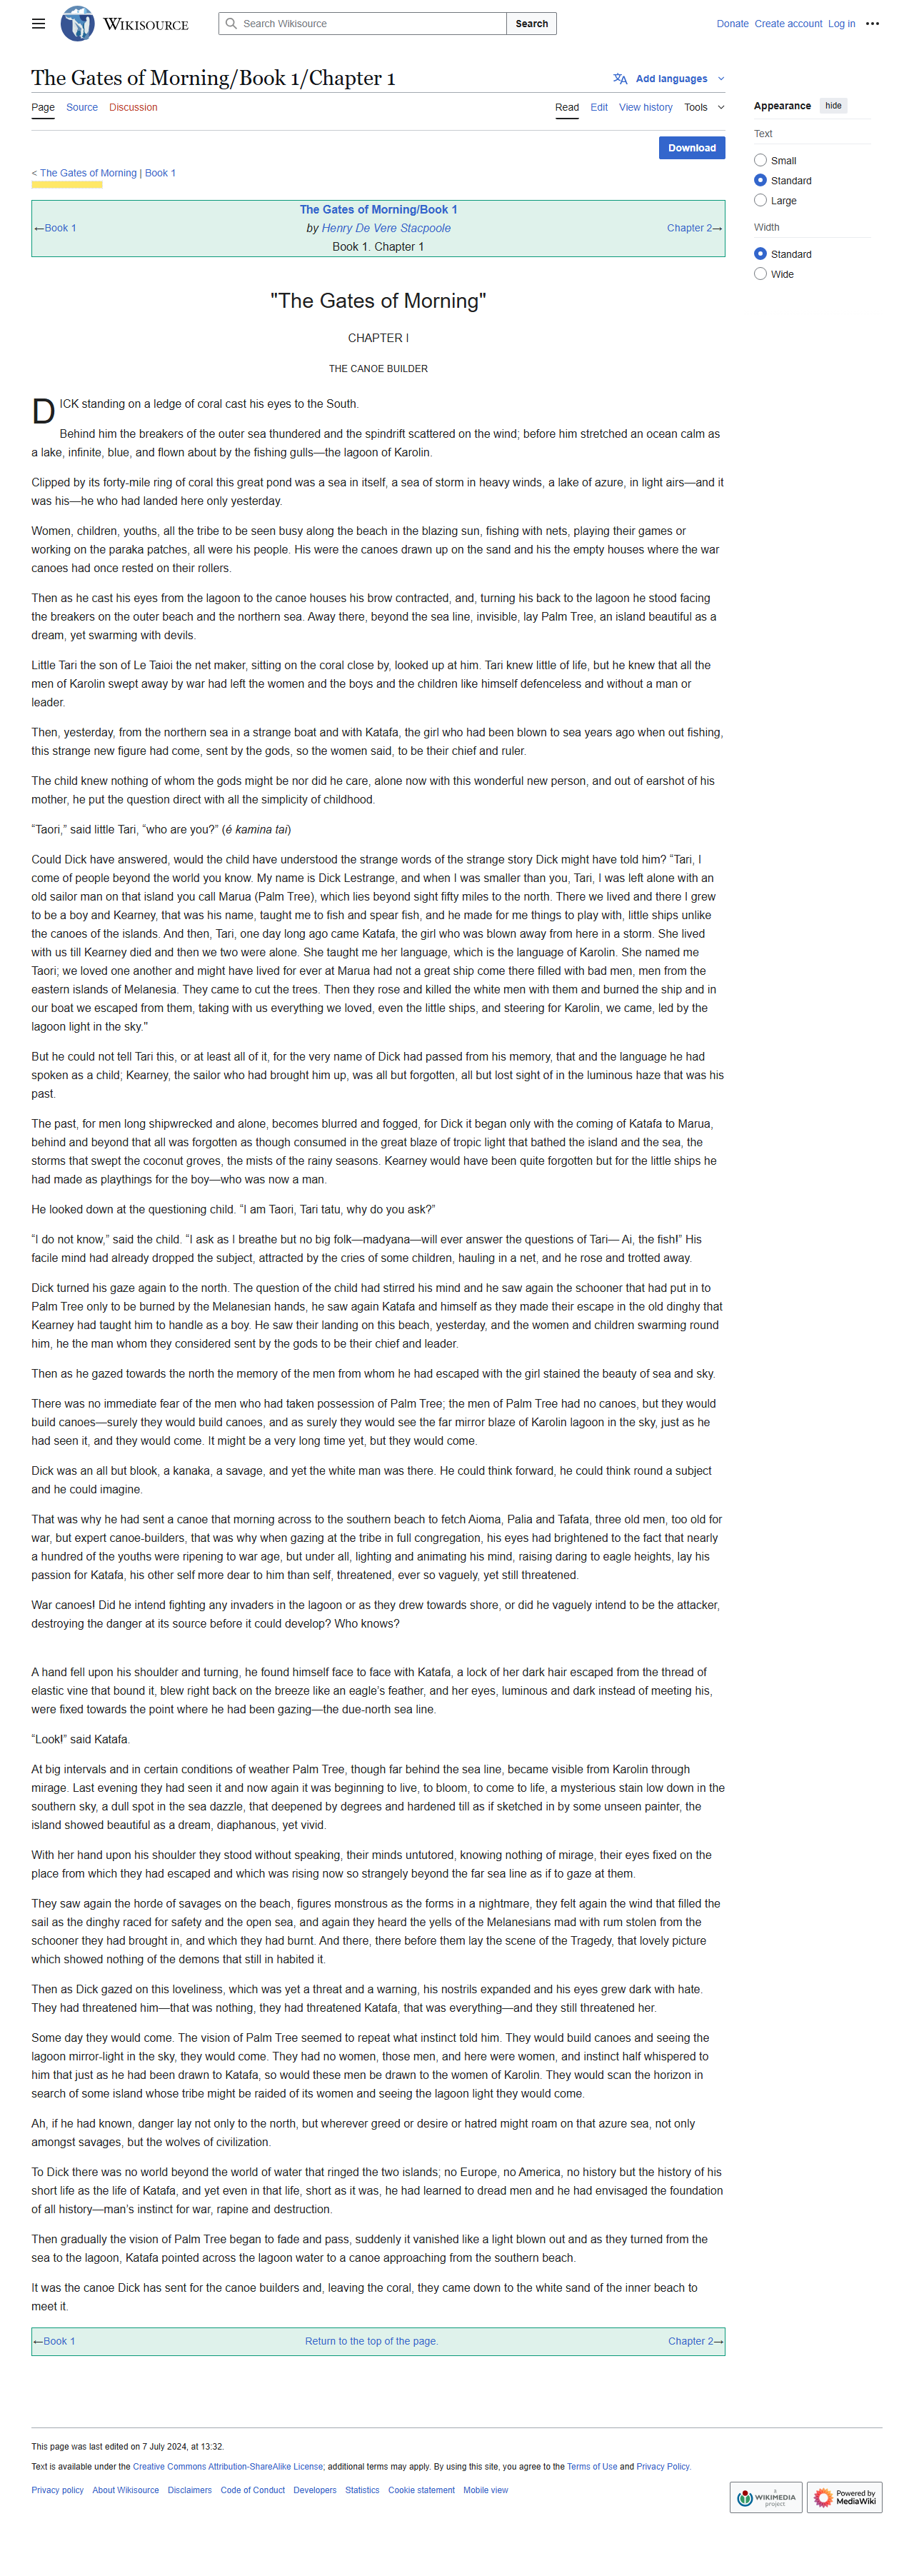 WIKISOURCE
Search Wikisource
Search
Donate Create account Log in
The Gates of Morning/Book 1/Chapter 1
Add languages
Page Source Discussion
Read Edit View history Tools
Appearance hide
Text
Small
Standard
Large
Width
Standard
Wide
Download
< The Gates of Morning | Book 1
The Gates of Morning/Book 1
←Book 1
by Henry De Vere Stacpoole
Chapter 2→
Book 1. Chapter 1
"The Gates of Morning"
CHAPTER I
THE CANOE BUILDER
DICK standing on a ledge of coral cast his eyes to the South.
Behind him the breakers of the outer sea thundered and the spindrift scattered on the wind; before him stretched an ocean calm as
a lake, infinite, blue, and flown about by the fishing gulls—the lagoon of Karolin.
Clipped by its forty-mile ring of coral this great pond was a sea in itself, a sea of storm in heavy winds, a lake of azure, in light airs—and it
was his—he who had landed here only yesterday.
Women, children, youths, all the tribe to be seen busy along the beach in the blazing sun, fishing with nets, playing their games or
working on the paraka patches, all were his people. His were the canoes drawn up on the sand and his the empty houses where the war
canoes had once rested on their rollers.
Then as he cast his eyes from the lagoon to the canoe houses his brow contracted, and, turning his back to the lagoon he stood facing
the breakers on the outer beach and the northern sea. Away there, beyond the sea line, invisible, lay Palm Tree, an island beautiful as a
dream, yet swarming with devils.
Little Tari the son of Le Taioi the net maker, sitting on the coral close by, looked up at him. Tari knew little of life, but he knew that all the
men of Karolin swept away by war had left the women and the boys and the children like himself defenceless and without a man or
leader.
Then, yesterday, from the northern sea in a strange boat and with Katafa, the girl who had been blown to sea years ago when out fishing,
this strange new figure had come, sent by the gods, so the women said, to be their chief and ruler.
The child knew nothing of whom the gods might be nor did he care, alone now with this wonderful new person, and out of earshot of his
mother, he put the question direct with all the simplicity of childhood.
“Taori,” said little Tari, “who are you?” (é kamina tai)
Could Dick have answered, would the child have understood the strange words of the strange story Dick might have told him? “Tari, I
come of people beyond the world you know. My name is Dick Lestrange, and when I was smaller than you, Tari, I was left alone with an
old sailor man on that island you call Marua (Palm Tree), which lies beyond sight fifty miles to the north. There we lived and there I grew
to be a boy and Kearney, that was his name, taught me to fish and spear fish, and he made for me things to play with, little ships unlike
the canoes of the islands. And then, Tari, one day long ago came Katafa, the girl who was blown away from here in a storm. She lived
with us till Kearney died and then we two were alone. She taught me her language, which is the language of Karolin. She named me
Taori; we loved one another and might have lived for ever at Marua had not a great ship come there filled with bad men, men from the
eastern islands of Melanesia. They came to cut the trees. Then they rose and killed the white men with them and burned the ship and in
our boat we escaped from them, taking with us everything we loved, even the little ships, and steering for Karolin, we came, led by the
lagoon light in the sky."
But he could not tell Tari this, or at least all of it, for the very name of Dick had passed from his memory, that and the language he had
spoken as a child; Kearney, the sailor who had brought him up, was all but forgotten, all but lost sight of in the luminous haze that was his
past.
The past, for men long shipwrecked and alone, becomes blurred and fogged, for Dick it began only with the coming of Katafa to Marua,
behind and beyond that all was forgotten as though consumed in the great blaze of tropic light that bathed the island and the sea, the
storms that swept the coconut groves, the mists of the rainy seasons. Kearney would have been quite forgotten but for the little ships he
had made as playthings for the boy—who was now a man.
He looked down at the questioning child. “I am Taori, Tari tatu, why do you ask?”
“I do not know,” said the child. “I ask as I breathe but no big folk—madyana—will ever answer the questions of Tari— Ai, the fish!” His
facile mind had already dropped the subject, attracted by the cries of some children, hauling in a net, and he rose and trotted away.
Dick turned his gaze again to the north. The question of the child had stirred his mind and he saw again the schooner that had put in to
Palm Tree only to be burned by the Melanesian hands, he saw again Katafa and himself as they made their escape in the old dinghy that
Kearney had taught him to handle as a boy. He saw their landing on this beach, yesterday, and the women and children swarming round
him, he the man whom they considered sent by the gods to be their chief and leader.
Then as he gazed towards the north the memory of the men from whom he had escaped with the girl stained the beauty of sea and sky.
There was no immediate fear of the men who had taken possession of Palm Tree; the men of Palm Tree had no canoes, but they would
build canoes—surely they would build canoes, and as surely they would see the far mirror blaze of Karolin lagoon in the sky, just as he
had seen it, and they would come. It might be a very long time yet, but they would come.
Dick was an all but blook, a kanaka, a savage, and yet the white man was there. He could think forward, he could think round a subject
and he could imagine.
That was why he had sent a canoe that morning across to the southern beach to fetch Aioma, Palia and Tafata, three old men, too old for
war, but expert canoe-builders, that was why when gazing at the tribe in full congregation, his eyes had brightened to the fact that nearly
a hundred of the youths were ripening to war age, but under all, lighting and animating his mind, raising daring to eagle heights, lay his
passion for Katafa, his other self more dear to him than self, threatened, ever so vaguely, yet still threatened.
War canoes! Did he intend fighting any invaders in the lagoon or as they drew towards shore, or did he vaguely intend to be the attacker,
destroying the danger at its source before it could develop? Who knows?
A hand fell upon his shoulder and turning, he found himself face to face with Katafa, a lock of her dark hair escaped from the thread of
elastic vine that bound it, blew right back on the breeze like an eagle’s feather, and her eyes, luminous and dark instead of meeting his,
were fixed towards the point where he had been gazing—the due-north sea line.
“Look!” said Katafa.
At big intervals and in certain conditions of weather Palm Tree, though far behind the sea line, became visible from Karolin through
mirage. Last evening they had seen it and now again it was beginning to live, to bloom, to come to life, a mysterious stain low down in the
southern sky, a dull spot in the sea dazzle, that deepened by degrees and hardened till as if sketched in by some unseen painter, the
island showed beautiful as a dream, diaphanous, yet vivid.
With her hand upon his shoulder they stood without speaking, their minds untutored, knowing nothing of mirage, their eyes fixed on the
place from which they had escaped and which was rising now so strangely beyond the far sea line as if to gaze at them.
They saw again the horde of savages on the beach, figures monstrous as the forms in a nightmare, they felt again the wind that filled the
sail as the dinghy raced for safety and the open sea, and again they heard the yells of the Melanesians mad with rum stolen from the
schooner they had brought in, and which they had burnt. And there, there before them lay the scene of the Tragedy, that lovely picture
which showed nothing of the demons that still in habited it.
Then as Dick gazed on this loveliness, which was yet a threat and a warning, his nostrils expanded and his eyes grew dark with hate.
They had threatened him—that was nothing, they had threatened Katafa, that was everything—and they still threatened her.
Some day they would come. The vision of Palm Tree seemed to repeat what instinct told him. They would build canoes and seeing the
lagoon mirror-light in the sky, they would come. They had no women, those men, and here were women, and instinct half whispered to
him that just as he had been drawn to Katafa, so would these men be drawn to the women of Karolin. They would scan the horizon in
search of some island whose tribe might be raided of its women and seeing the lagoon light they would come.
Ah, if he had known, danger lay not only to the north, but wherever greed or desire or hatred might roam on that azure sea, not only
amongst savages, but the wolves of civilization.
To Dick there was no world beyond the world of water that ringed the two islands; no Europe, no America, no history but the history of his
short life as the life of Katafa, and yet even in that life, short as it was, he had learned to dread men and he had envisaged the foundation
of all history—man’s instinct for war, rapine and destruction.
Then gradually the vision of Palm Tree began to fade and pass, suddenly it vanished like a light blown out and as they turned from the
sea to the lagoon, Katafa pointed across the lagoon water to a canoe approaching from the southern beach.
It was the canoe Dick has sent for the canoe builders and, leaving the coral, they came down to the white sand of the inner beach to
meet it.
←Book 1 Return to the top of the page. Chapter 2→
This page was last edited on 7 July 2024, at 13:32.
Text is available under the Creative Commons Attribution-ShareAlike License; additional terms may apply. By using this site, you agree to the Terms of Use and Privacy Policy.
Privacy policy About Wikisource Disclaimers Code of Conduct Developers Statistics Cookie statement Mobile view
A WIKIMEDIA project
Powered by MediaWiki